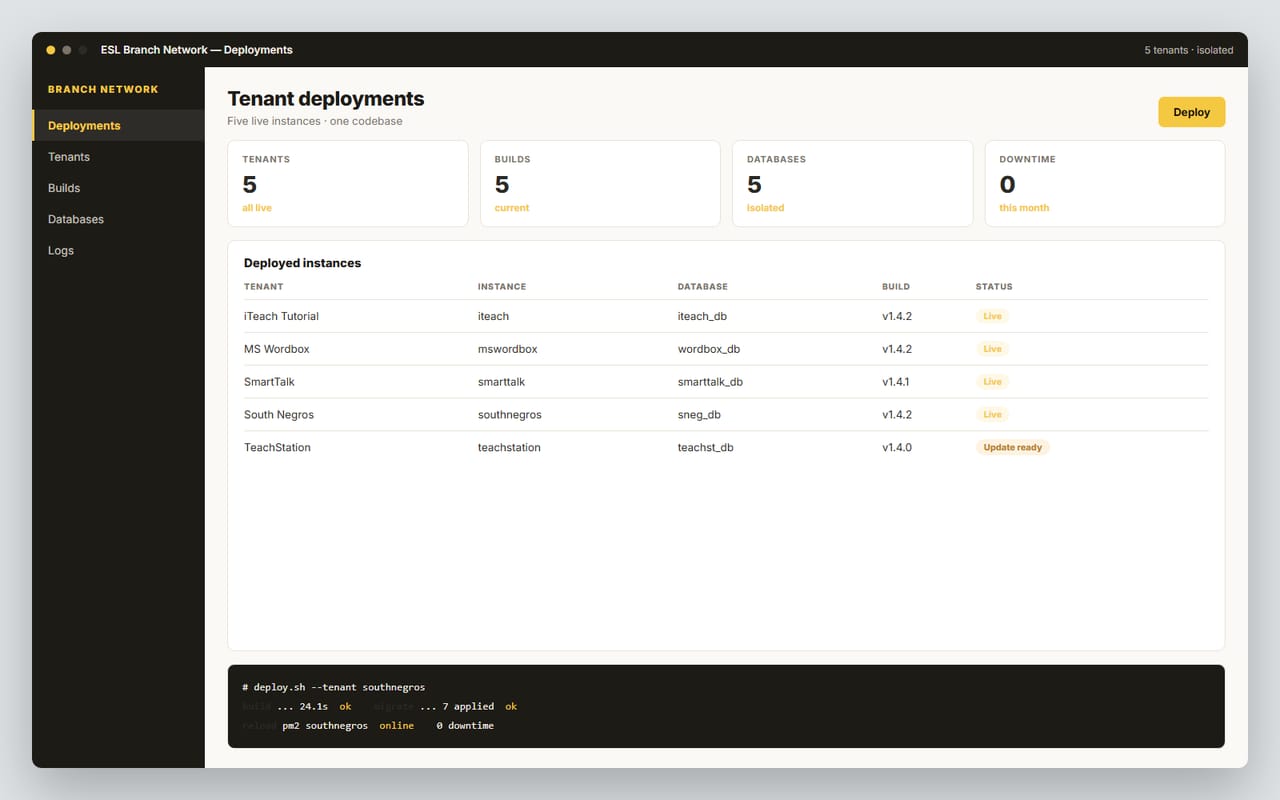 ESL Branch Network — Deployments
5 tenants · isolated
BRANCH NETWORK
Deployments
Tenants
Builds
Databases
Logs
Tenant deployments
Five live instances · one codebase
Deploy
TENANTS
5
all live
BUILDS
5
current
DATABASES
5
isolated
DOWNTIME
0
this month
Deployed instances
TENANT INSTANCE DATABASE BUILD STATUS
iTeach Tutorial iteach iteach_db v1.4.2 Live
MS Wordbox mswordbox wordbox_db v1.4.2 Live
SmartTalk smarttalk smarttalk_db v1.4.1 Live
South Negros southnegros sneg_db v1.4.2 Live
TeachStation teachstation teachst_db v1.4.0 Update ready
# deploy.sh --tenant southnegros
build ... 24.1s ok migrate ... 7 applied ok
reload pm2 southnegros online 0 downtime